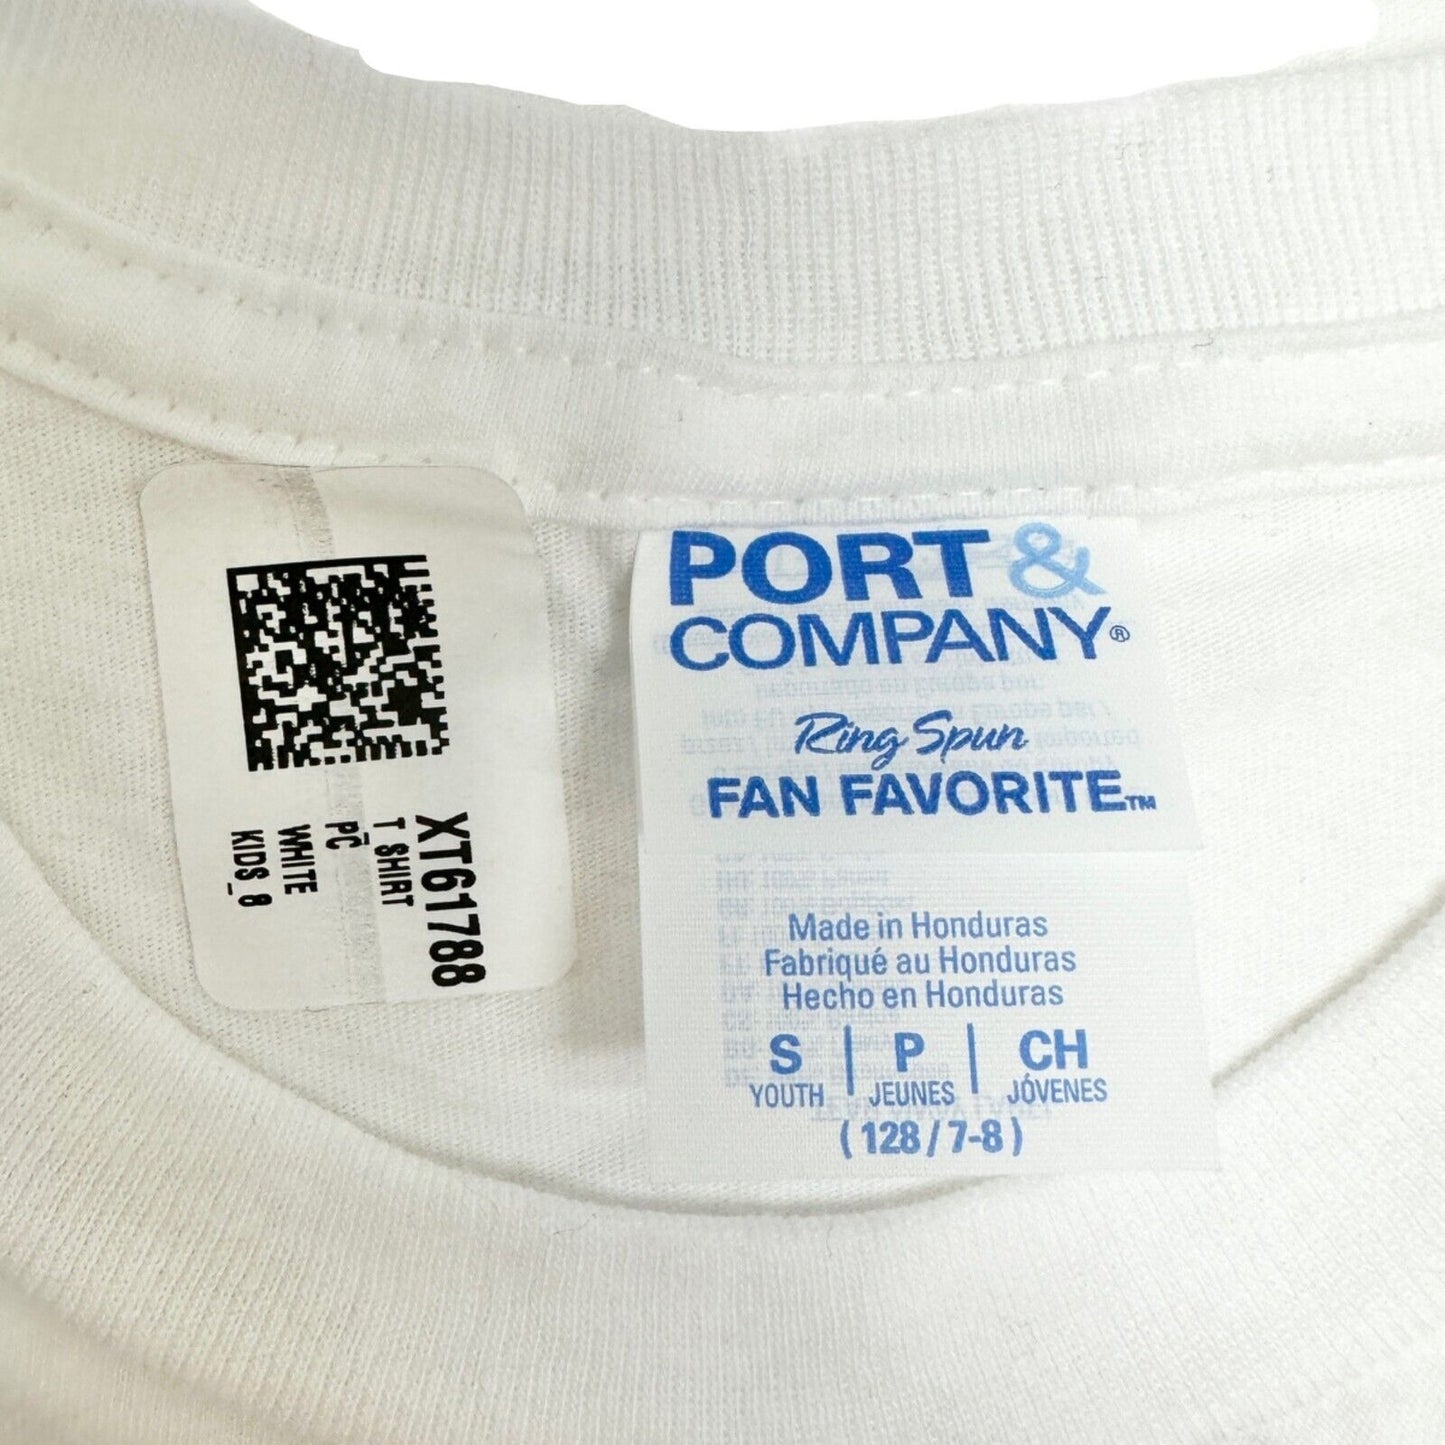 XT61788
T SHIRT
PC
WHITE
KIDS_8
PORT &
COMPANY®
Ring Spun
FAN FAVORITE™
Made in Honduras
Fabriqué au Honduras
Hecho en Honduras
S | P | CH
YOUTH | JEUNES | JÓVENES
(128/7-8)